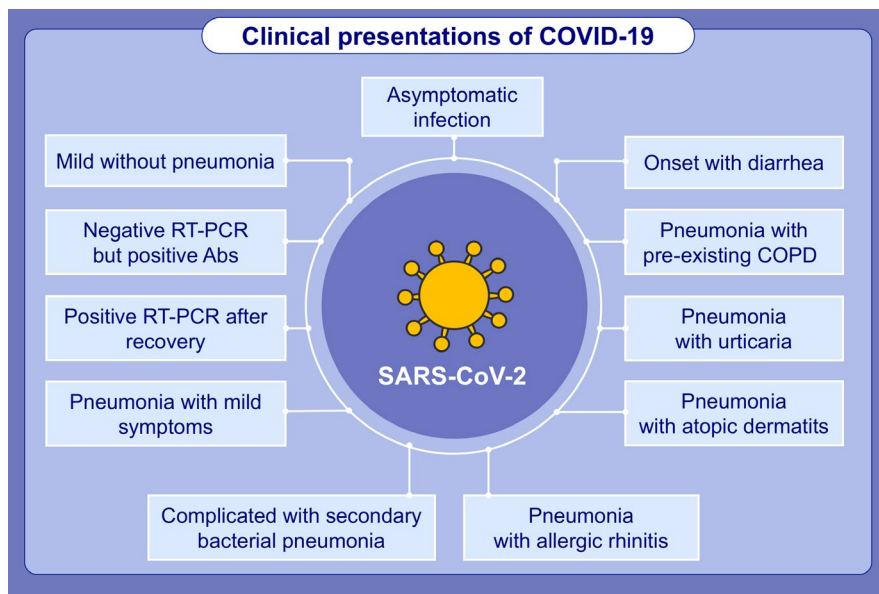 Clinical presentations of COVID-19
Asymptomatic
infection
Mild without pneumonia
Onset with diarrhea
Negative RT-PCR
but positive Abs
Pneumonia with
pre-existing COPD
Positive RT-PCR after
recovery
Pneumonia
with urticaria
SARS-CoV-2
Pneumonia with mild
symptoms
Pneumonia
with atopic dermatits
Complicated with secondary
bacterial pneumonia
Pneumonia
with allergic rhinitis